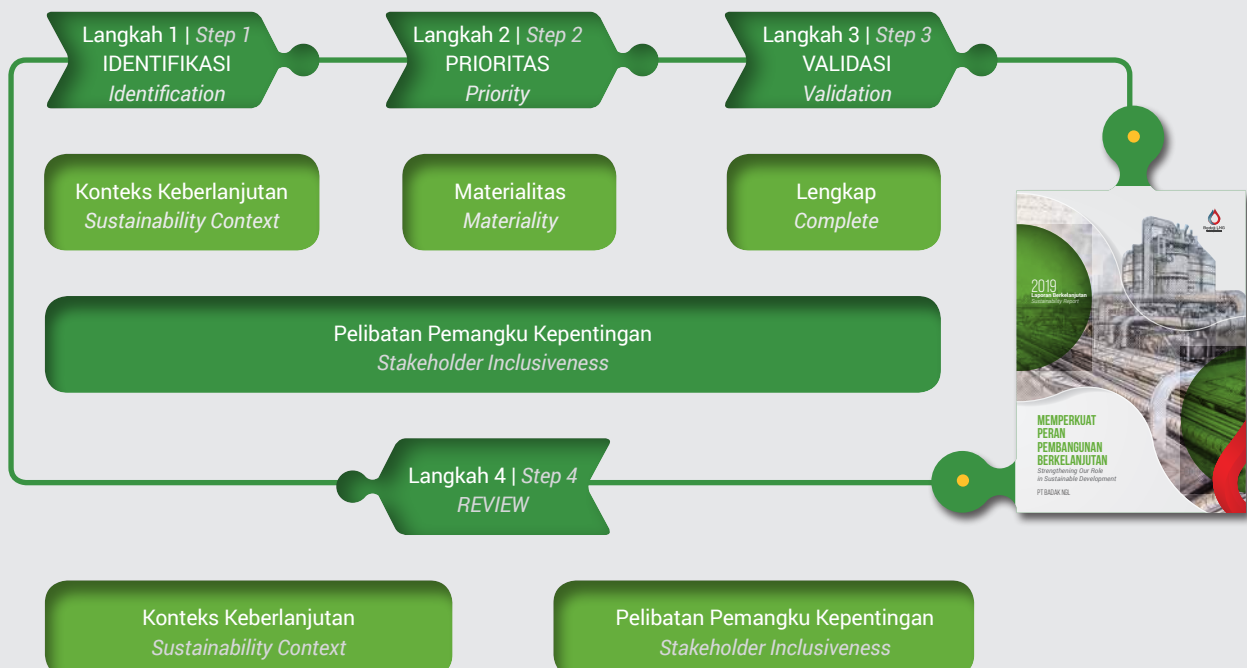 Langkah 1 | Step 1
IDENTIFIKASI
Identification
Langkah 2 | Step 2
PRIORITAS
Priority
Langkah 3 | Step 3
VALIDASI
Validation
Konteks Keberlanjutan
Sustainability Context
Materialitas
Materiality
Lengkap
Complete
Pelibatan Pemangku Kepentingan
Stakeholder Inclusiveness
Badak LNG
2019
Laporan Berkelanjutan
Sustainability Report
MEMPERKUAT
PERAN
PEMBANGUNAN
BERKELANJUTAN
Strengthening Our Role
in Sustainable Development
PT BADAK NGL
Langkah 4 | Step 4
REVIEW
Konteks Keberlanjutan
Sustainability Context
Pelibatan Pemangku Kepentingan
Stakeholder Inclusiveness